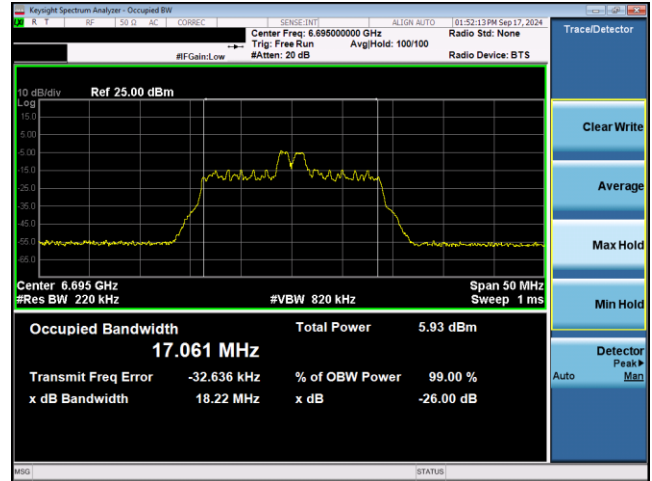 Keysight Spectrum Analyzer - Occupied BW
R T RF 50 Ω AC CORREC SENSE:INT ALIGN AUTO 01:52:13 PM Sep 17, 2024
Center Freq: 6.695000000 GHz Radio Std: None
Trig: Free Run Avg|Hold: 100/100
#IFGain:Low #Atten: 20 dB Radio Device: BTS
Trace/Detector
10 dB/div Ref 25.00 dBm
Log
15.0
5.00
-5.00
-15.0
-25.0
-35.0
-45.0
-55.0
-65.0
Center 6.695 GHz Span 50 MHz
#Res BW 220 kHz #VBW 820 kHz Sweep 1 ms
Occupied Bandwidth Total Power 5.93 dBm
17.061 MHz
Transmit Freq Error -32.636 kHz % of OBW Power 99.00 %
x dB Bandwidth 18.22 MHz x dB -26.00 dB
Clear Write
Average
Max Hold
Min Hold
Detector
Peak▶
Auto Man
MSG STATUS